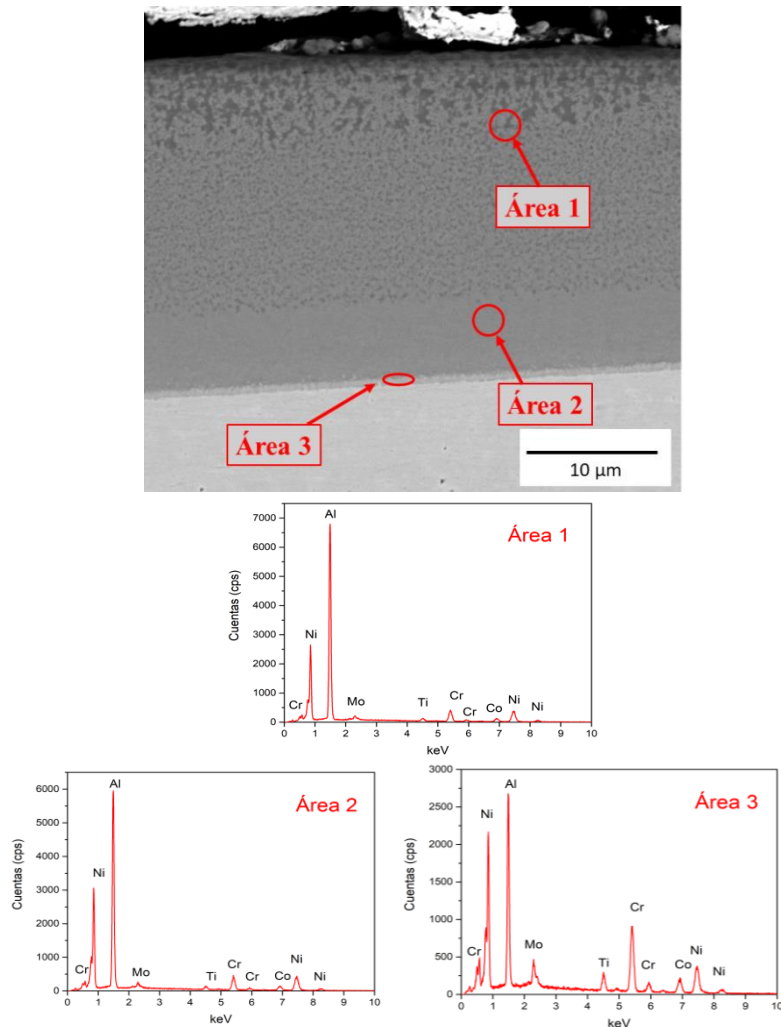 Área 1
Área 2
Área 3
10 µm
Área 1
Al
Ni
Cr
Mo
Ti
Cr
Cr
Co
Ni
Ni
Cuentas (cps)
7000
6000
5000
4000
3000
2000
1000
0
0 1 2 3 4 5 6 7 8 9 10
keV
Área 2
Al
Ni
Cr
Mo
Ti
Cr
Cr
Co
Ni
Ni
Cuentas (cps)
6000
5000
4000
3000
2000
1000
0
0 1 2 3 4 5 6 7 8 9 10
keV
Área 3
Al
Ni
Cr
Mo
Ti
Cr
Cr
Co
Ni
Ni
Cuentas (cps)
3000
2500
2000
1500
1000
500
0
0 1 2 3 4 5 6 7 8 9 10
keV